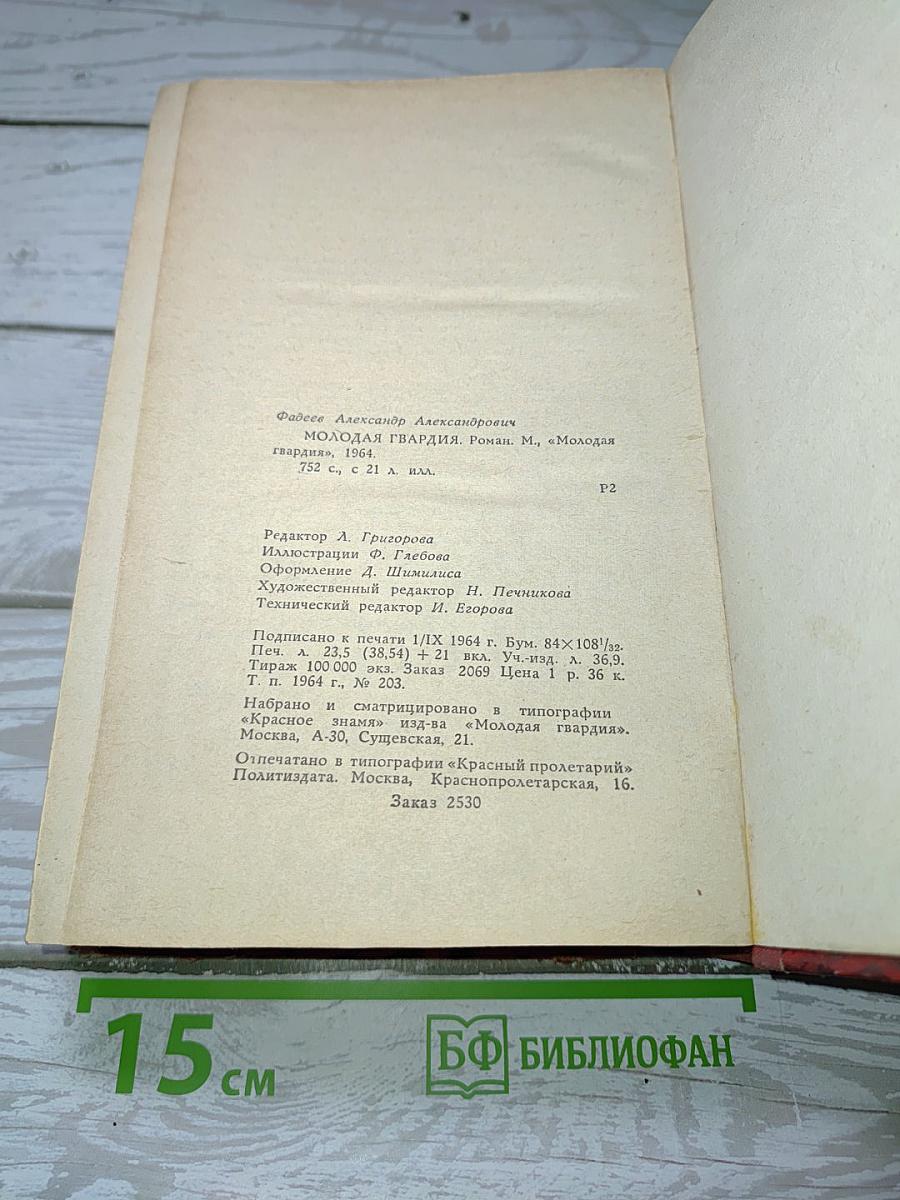 Фадеев Александр Александрович
МОЛОДАЯ ГВАРДИЯ. Роман. М., «Молодая
гвардия», 1964.
752 с., с 21 л. илл.
Р2
Редактор Л. Григорова
Иллюстрации Ф. Глебова
Оформление Д. Шимилиса
Художественный редактор Н. Печникова
Технический редактор И. Егорова
Подписано к печати 1/IX 1964 г. Бум. 84×108¹/₃₂.
Печ. л. 23,5 (38,54) + 21 вкл. Уч.-изд. л. 36,9.
Тираж 100 000 экз. Заказ 2069 Цена 1 р. 36 к.
Т. п. 1964 г., № 203.
Набрано и сматрицировано в типографии
«Красное знамя» изд-ва «Молодая гвардия».
Москва, А-30, Сущевская, 21.
Отпечатано в типографии «Красный пролетарий»
Политиздата. Москва, Краснопролетарская, 16.
Заказ 2530
15 см
БФ БИБЛИОФАН